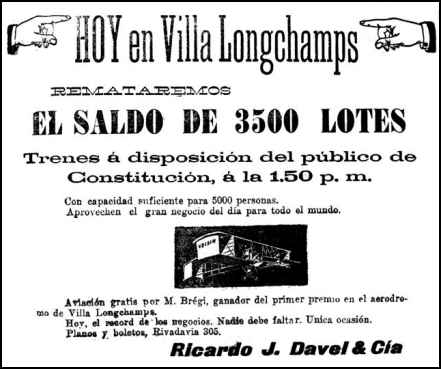 HOY en Villa Longchamps
REMATAREMOS
EL SALDO DE 3500 LOTES
Trenes á disposición del público de
Constitución, á la 1.50 p. m.
Con capacidad suficiente para 5000 personas.
Aprovechen el gran negocio del día para todo el mundo.
VOISIN
Aviación gratis por M. Brégi, ganador del primer premio en el aerodro-
mo de Villa Longchamps.
Hoy, el record de los negocios. Nadie debe faltar. Unica ocasión.
Planos y boletos, Rivadavia 305.
Ricardo J. Davel & Cía